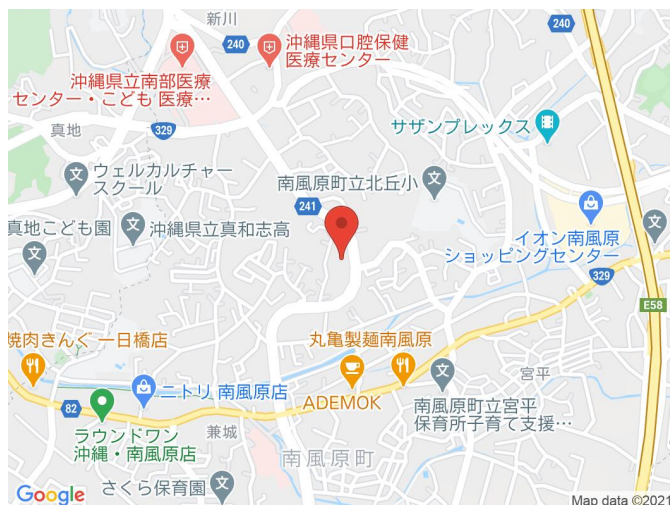 新川
240
沖縄県口腔保健
医療センター
240
沖縄県立南部医療
センター・こども 医療…
真地
329
サザンプレックス
ウェルカルチャー
スクール
南風原町立北丘小
241
真地こども園
沖縄県立真和志高
イオン南風原
ショッピングセンター
329
E58
焼肉きんぐ 一日橋店
丸亀製麺南風原
宮平
ニトリ 南風原店
ADEMOK
82
南風原町立宮平
保育所子育て支援…
ラウンドワン
沖縄・南風原店
兼城
南風原町
さくら保育園
Google
Map data ©2021